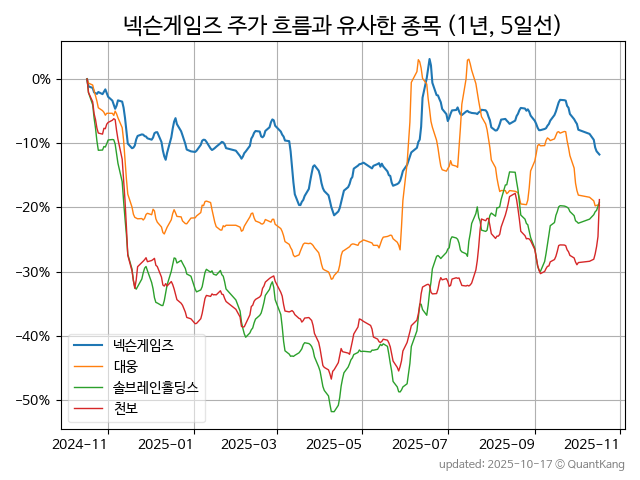 넥슨게임즈 주가 흐름과 유사한 종목 (1년, 5일선)
0%
−10%
−20%
−30%
−40%
−50%
넥슨게임즈
대웅
솔브레인홀딩스
천보
2024-11 2025-01 2025-03 2025-05 2025-07 2025-09 2025-11
updated: 2025-10-17 © QuantKang